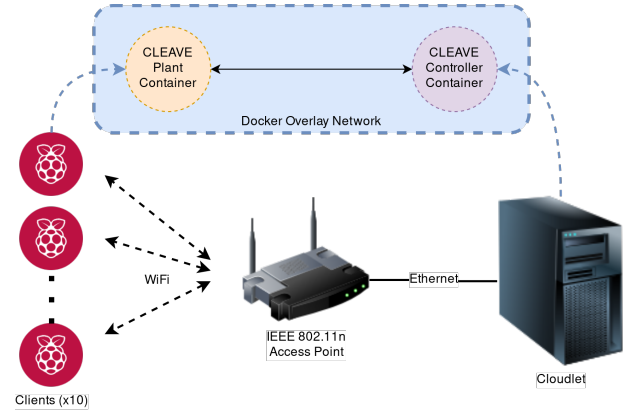 CLEAVE
Plant
Container
CLEAVE
Controller
Container
Docker Overlay Network
WiFi
Ethernet
IEEE 802.11n
Access Point
Cloudlet
Clients (x10)